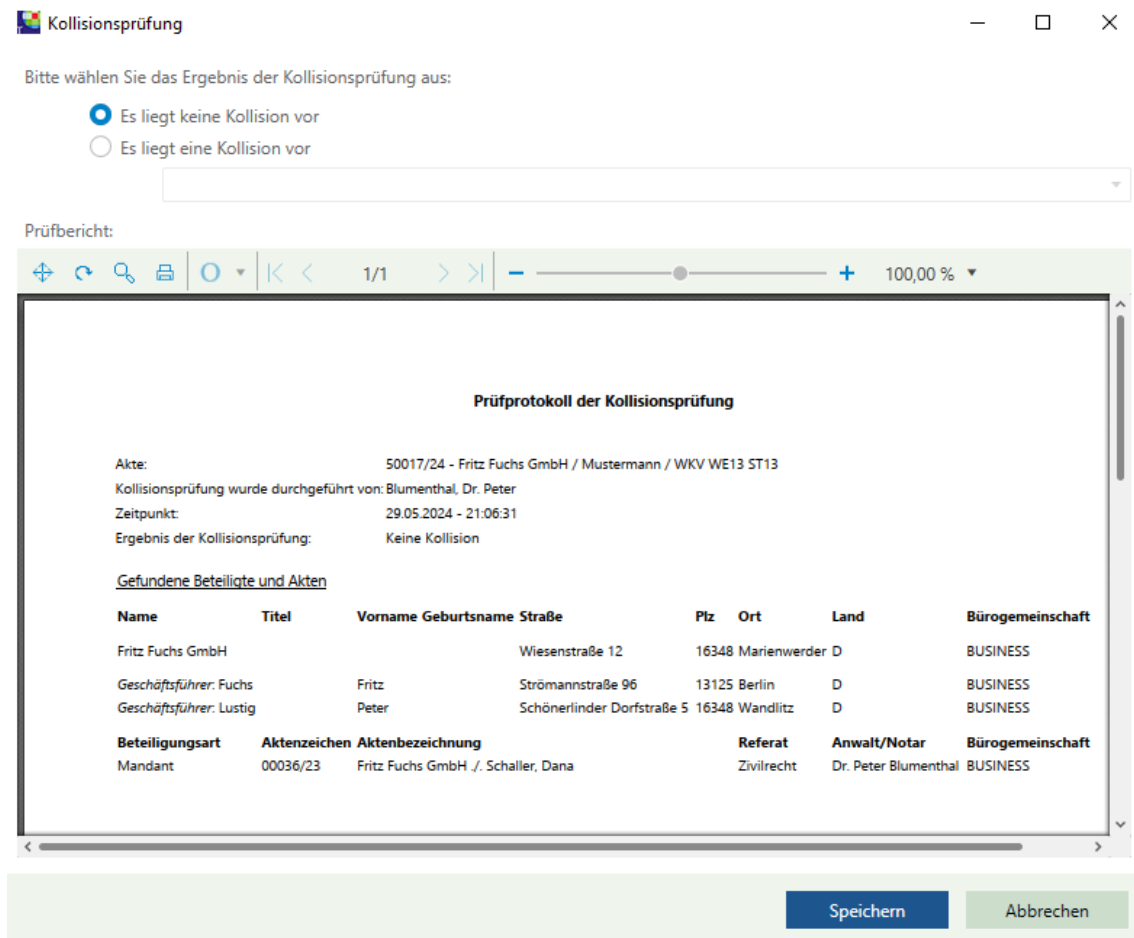 Kollisionsprüfung
Bitte wählen Sie das Ergebnis der Kollisionsprüfung aus:
Es liegt keine Kollision vor
Es liegt eine Kollision vor
Prüfbericht:
1/1 100,00 %
Prüfprotokoll der Kollisionsprüfung
Akte: 50017/24 - Fritz Fuchs GmbH / Mustermann / WKV WE13 ST13
Kollisionsprüfung wurde durchgeführt von: Blumenthal, Dr. Peter
Zeitpunkt: 29.05.2024 - 21:06:31
Ergebnis der Kollisionsprüfung: Keine Kollision
Gefundene Beteiligte und Akten
Name Titel Vorname Geburtsname Straße Plz Ort Land Bürogemeinschaft
Fritz Fuchs GmbH Wiesenstraße 12 16348 Marienwerder D BUSINESS
Geschäftsführer: Fuchs Fritz Strömannstraße 96 13125 Berlin D BUSINESS
Geschäftsführer: Lustig Peter Schönerlinder Dorfstraße 5 16348 Wandlitz D BUSINESS
Beteiligungsart Aktenzeichen Aktenbezeichnung Referat Anwalt/Notar Bürogemeinschaft
Mandant 00036/23 Fritz Fuchs GmbH ./. Schaller, Dana Zivilrecht Dr. Peter Blumenthal BUSINESS
Speichern Abbrechen